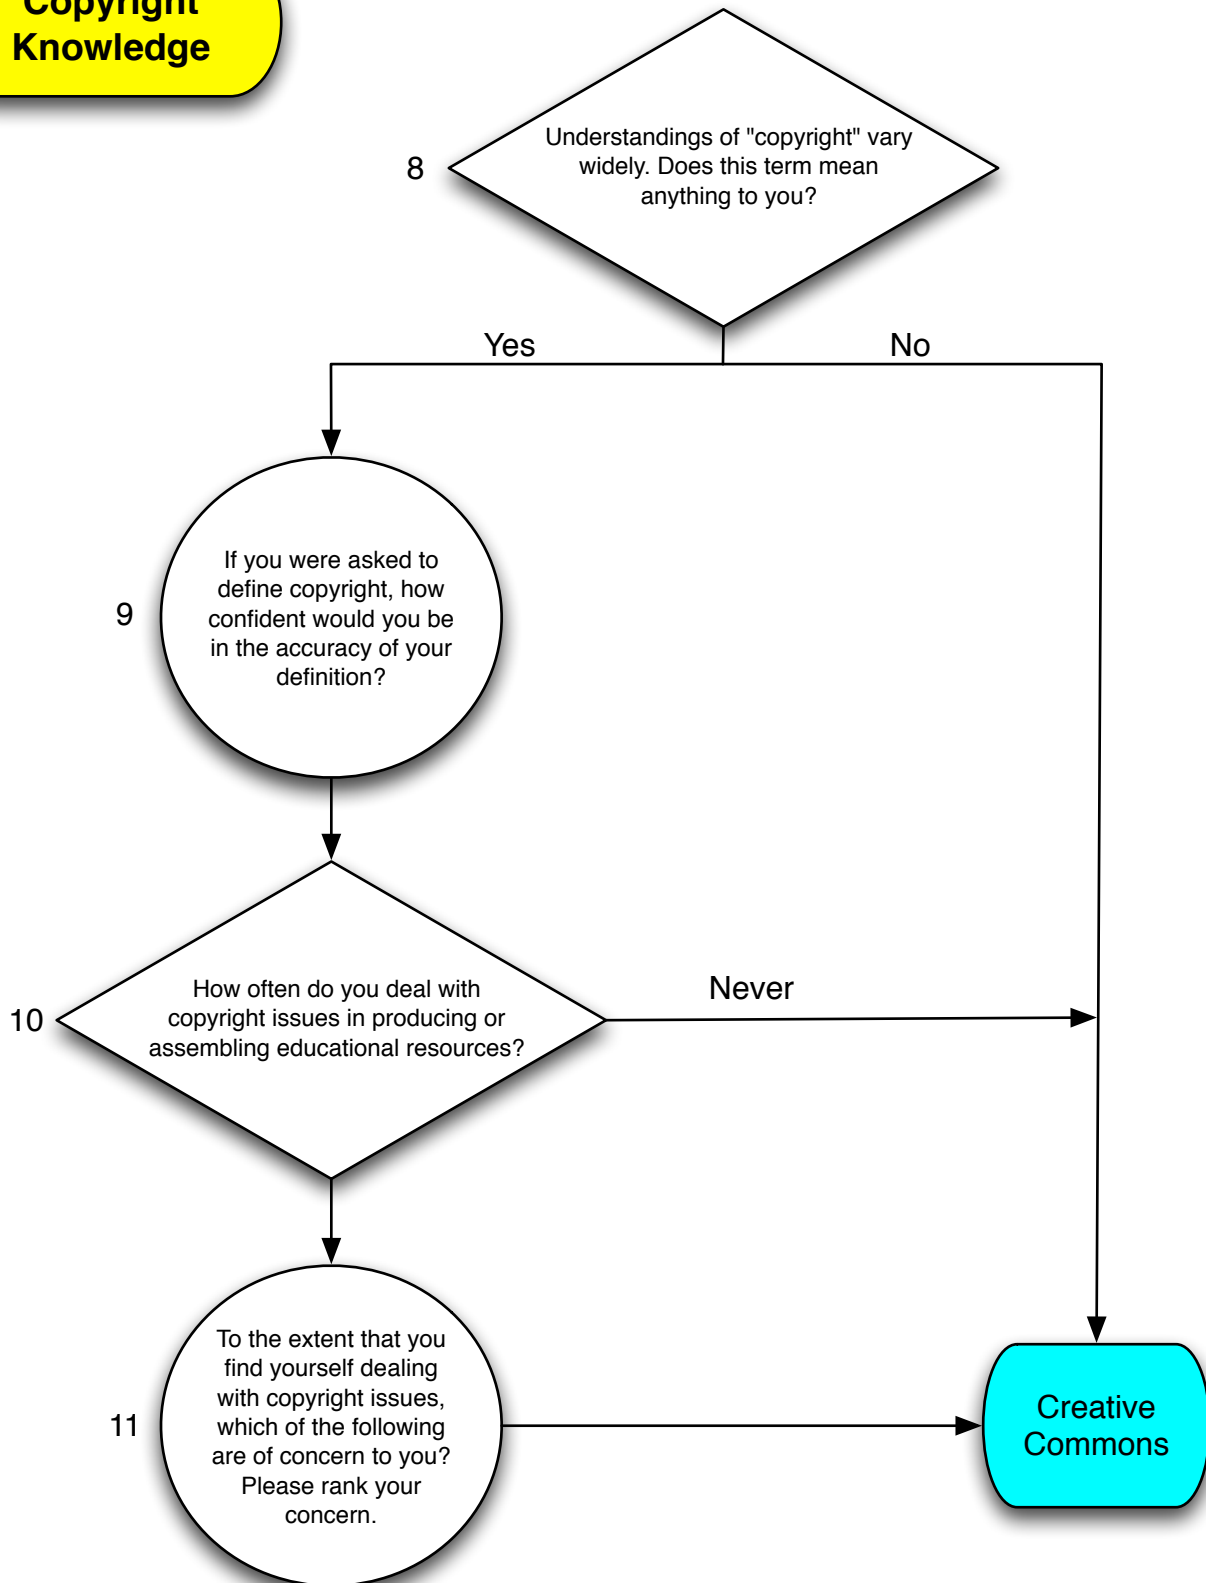 Copyright
Knowledge
8
Understandings of "copyright" vary
widely. Does this term mean
anything to you?
Yes
No
9
If you were asked to
define copyright, how
confident would you be
in the accuracy of your
definition?
10
How often do you deal with
copyright issues in producing or
assembling educational resources?
Never
11
To the extent that you
find yourself dealing
with copyright issues,
which of the following
are of concern to you?
Please rank your
concern.
Creative
Commons